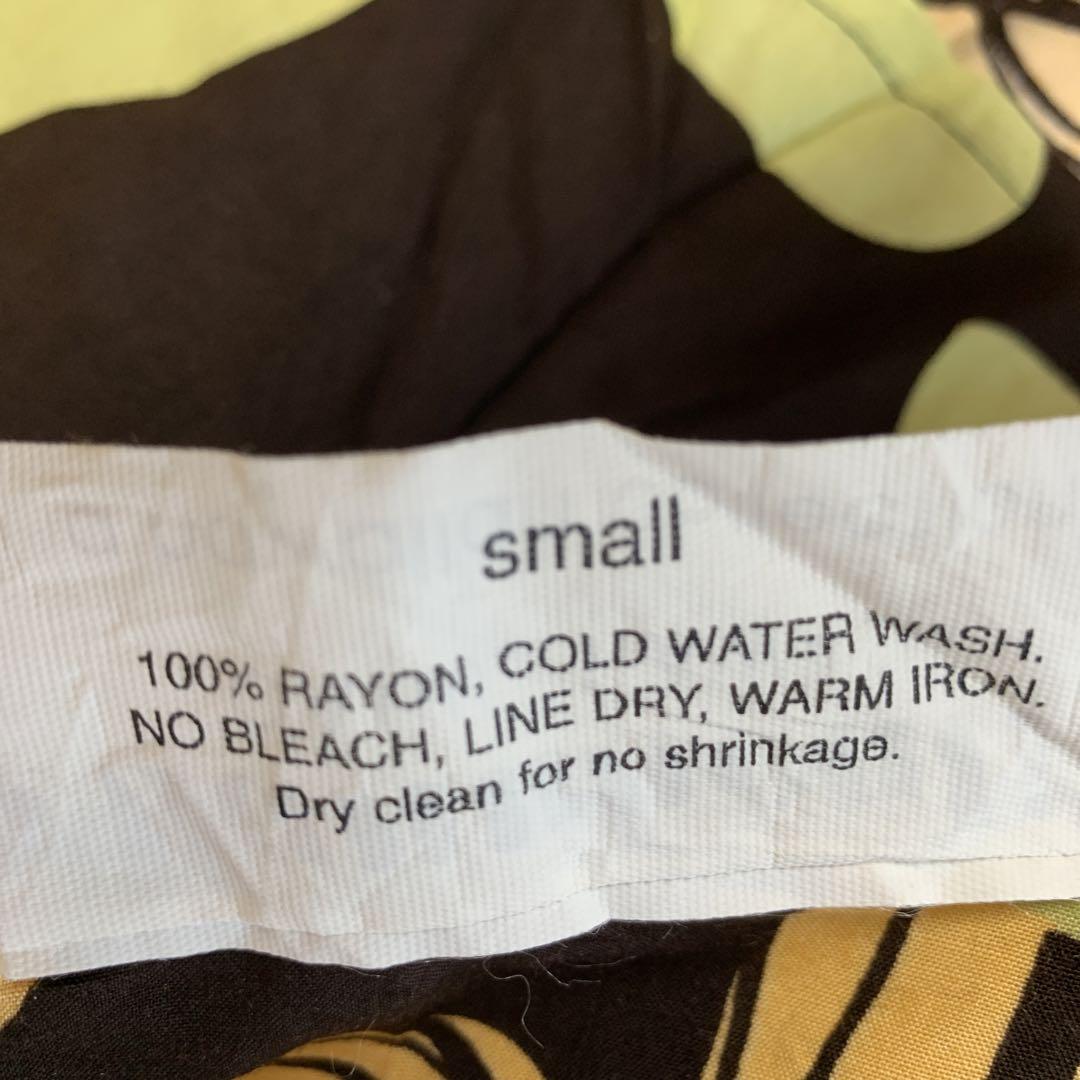 small
100% RAYON, COLD WATER WASH.
NO BLEACH, LINE DRY, WARM IRON.
Dry clean for no shrinkage.